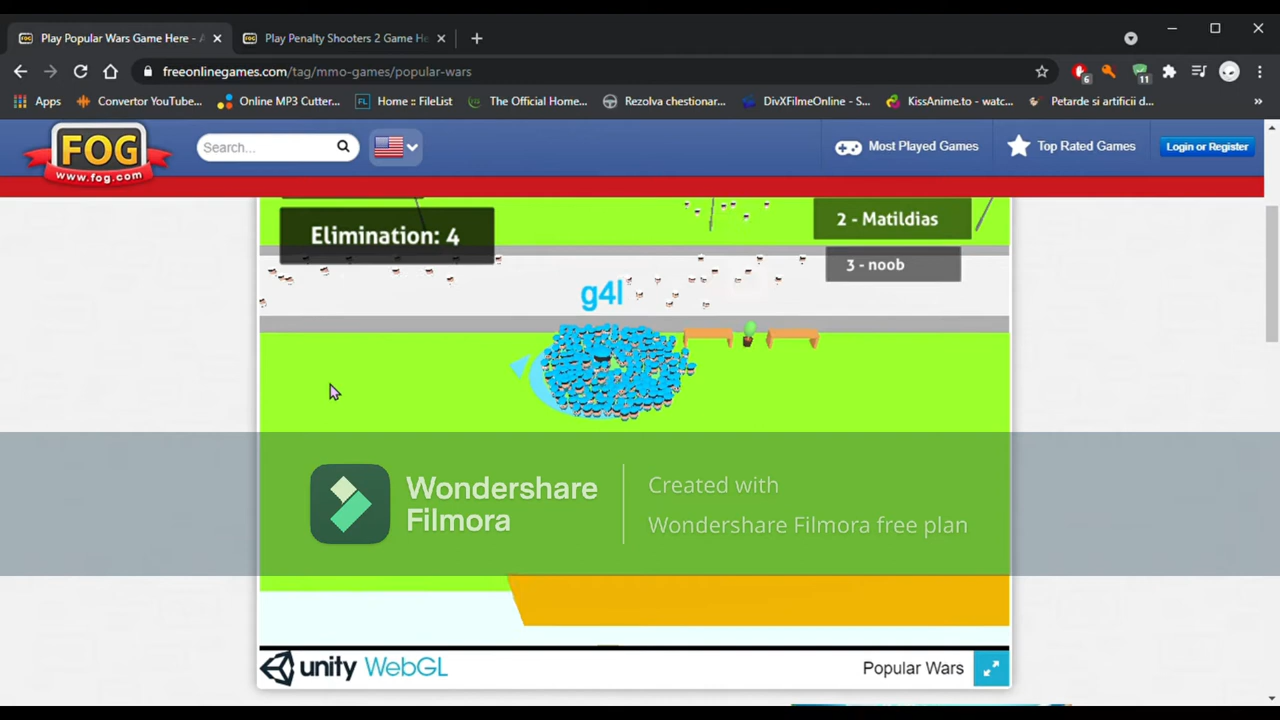 Play Popular Wars Game Here - A
Play Penalty Shooters 2 Game He
freeonlinegames.com/tag/mmo-games/popular-wars
6
11
Apps
Convertor YouTube...
Online MP3 Cutter...
FL Home :: FileList
The Official Home...
Rezolva chestionar...
DivXFilmeOnline - S...
KissAnime.to - watc...
Petarde si artificii d...
»
FOG
www.fog.com
Search...
Most Played Games
Top Rated Games
Login or Register
Elimination: 4
2 - Matildias
3 - noob
g4l
Wondershare
Filmora
Created with
Wondershare Filmora free plan
unity WebGL
Popular Wars